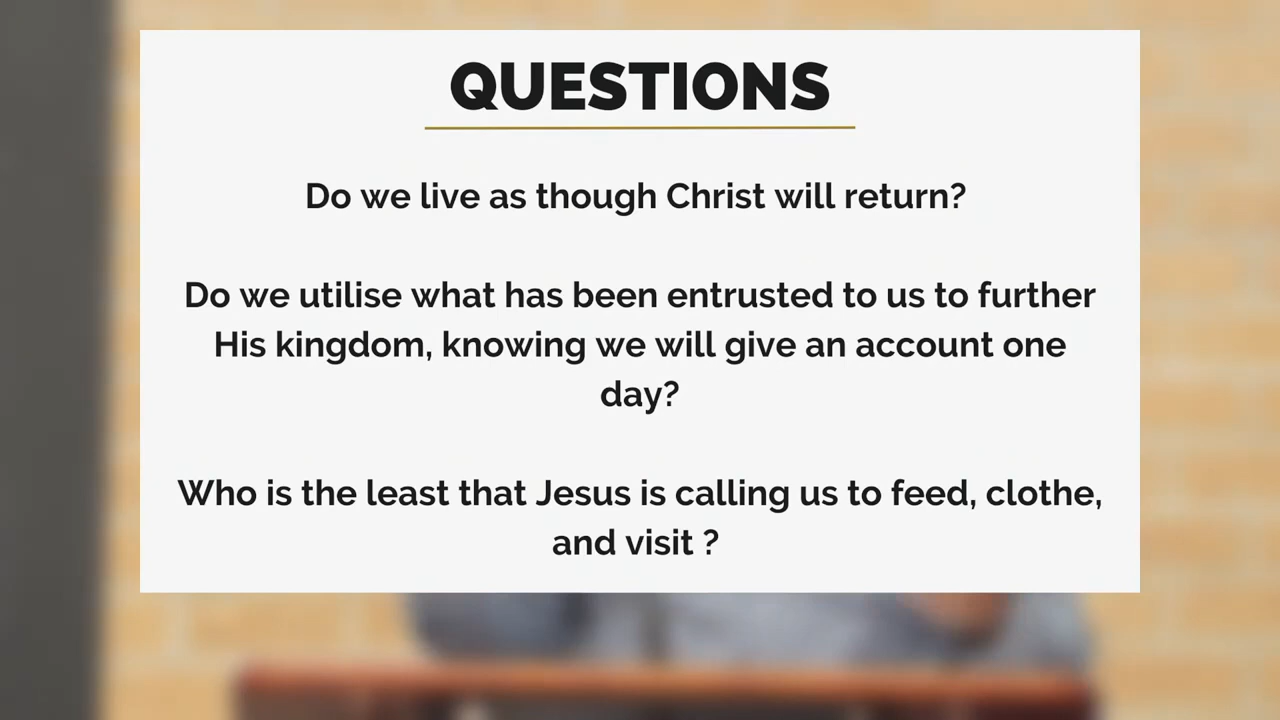 QUESTIONS
Do we live as though Christ will return?
Do we utilise what has been entrusted to us to further
His kingdom, knowing we will give an account one
day?
Who is the least that Jesus is calling us to feed, clothe,
and visit ?